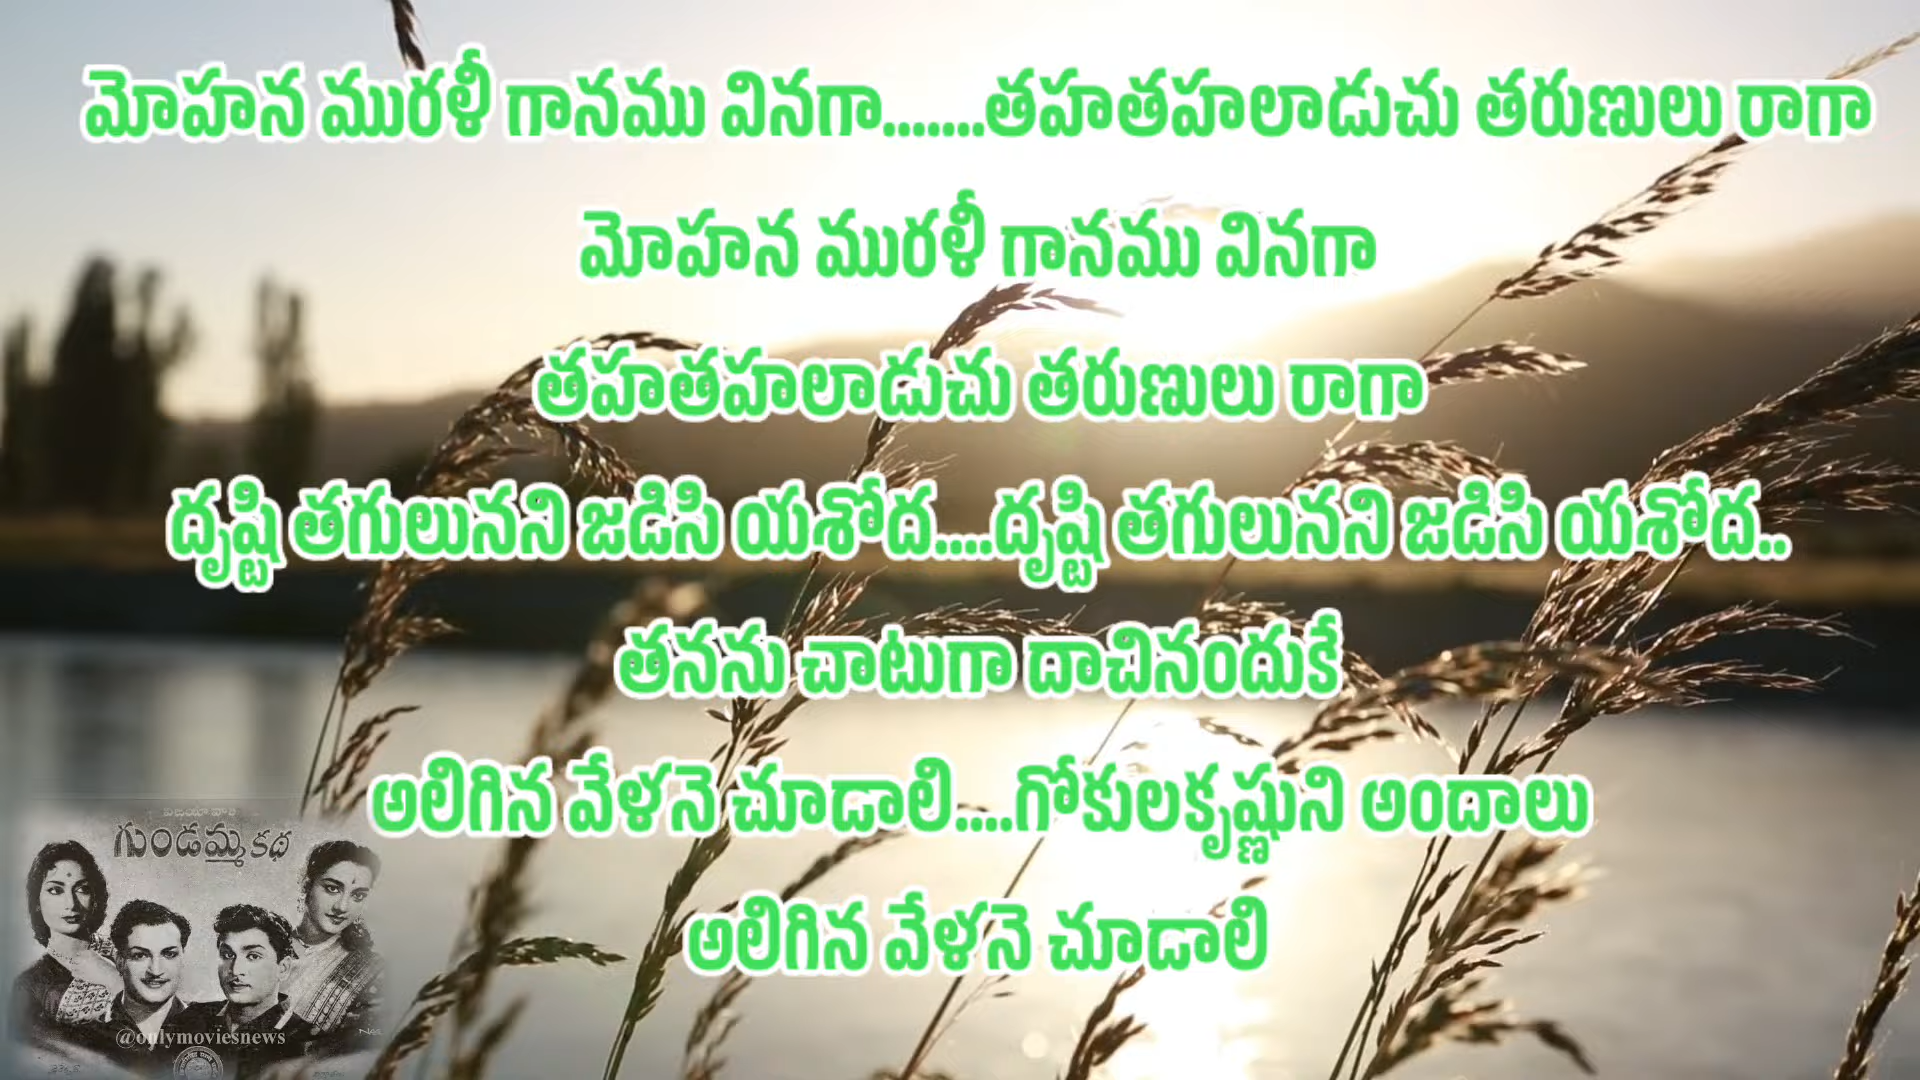 మోహన మురళీ గానము వినగా.......తహతహలాడుచు తరుణులు రాగా
మోహన మురళీ గానము వినగా
తహతహలాడుచు తరుణులు రాగా
దృష్టి తగులునని జడిసి యశోద....దృష్టి తగులునని జడిసి యశోద..
తనను చాటుగా దాచినందుకే
అలిగిన వేళనె చూడాలి....గోకులకృష్ణుని అందాలు
అలిగిన వేళనె చూడాలి
గుండమ్మ కథ
@onlymoviesnews